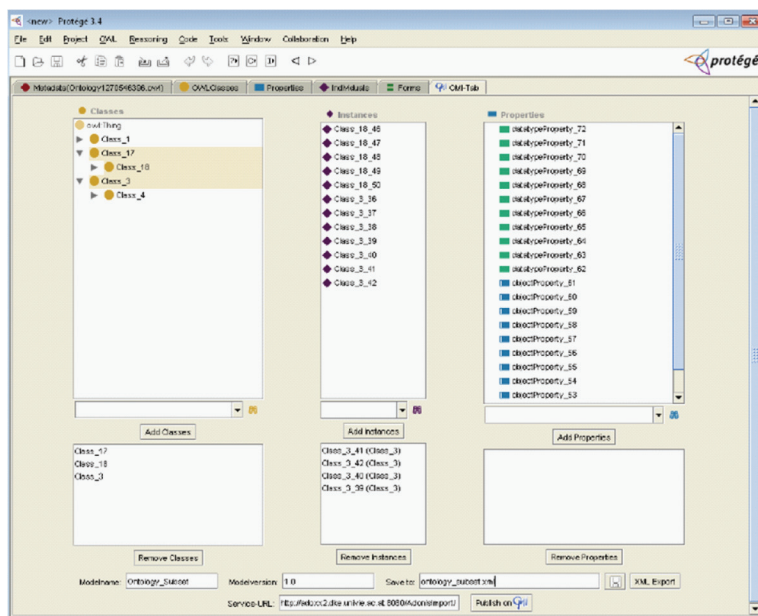 <new> Protégé 3.4
File Edit Project OWL Reasoning Code Tools Window Collaboration Help
protégé
Metadata(Ontology1270546396.owl) OWLClasses Properties Individuals Forms OMI-Tab
Classes
owl:Thing
Class_1
Class_17
Class_18
Class_3
Class_4
Add Classes
Class_17
Class_18
Class_3
Remove Classes
Instances
Class_18_46
Class_18_47
Class_18_48
Class_18_49
Class_18_50
Class_3_36
Class_3_37
Class_3_38
Class_3_39
Class_3_40
Class_3_41
Class_3_42
Add Instances
Class_3_41 (Class_3)
Class_3_42 (Class_3)
Class_3_40 (Class_3)
Class_3_39 (Class_3)
Remove Instances
Properties
datatypeProperty_72
datatypeProperty_71
datatypeProperty_70
datatypeProperty_69
datatypeProperty_68
datatypeProperty_67
datatypeProperty_66
datatypeProperty_65
datatypeProperty_64
datatypeProperty_63
datatypeProperty_62
objectProperty_61
objectProperty_60
objectProperty_59
objectProperty_58
objectProperty_57
objectProperty_56
objectProperty_55
objectProperty_54
objectProperty_53
Add Properties
Remove Properties
Modelname: Ontology_Subset Modelversion: 1.0 Save to: ontology_subset.xml XML Export
Service-URL: Publish on